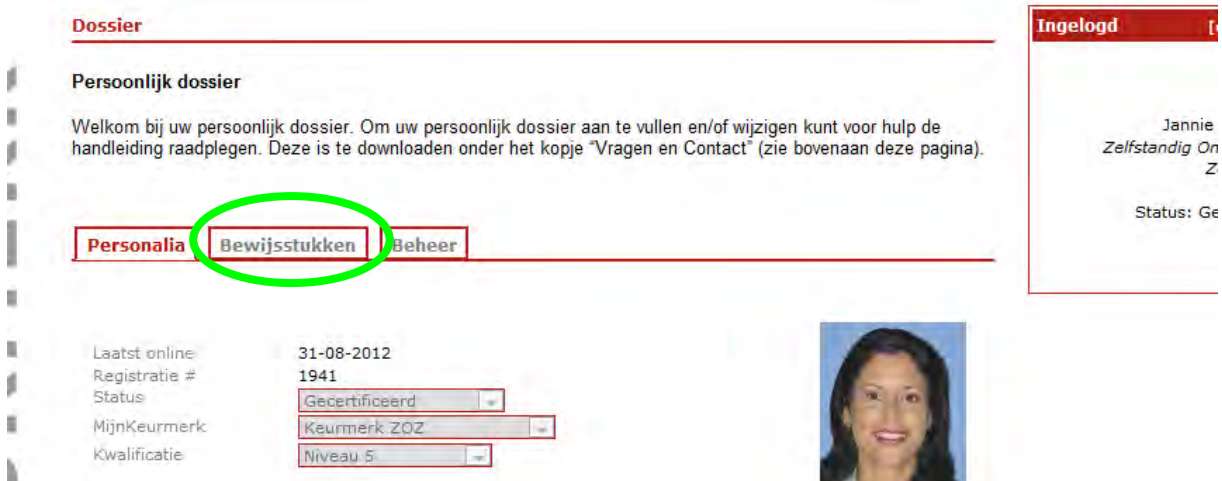 Dossier
Ingelogd
Persoonlijk dossier
Welkom bij uw persoonlijk dossier. Om uw persoonlijk dossier aan te vullen en/of wijzigen kunt voor hulp de
handleiding raadplegen. Deze is te downloaden onder het kopje “Vragen en Contact” (zie bovenaan deze pagina).
Jannie
Zelfstandig
Status:
Personalia Bewijsstukken Beheer
Laatst online 31-08-2012
Registratie # 1941
Status Gecertificeerd
MijnKeurmerk Keurmerk ZOZ
Kwalificatie Niveau 5